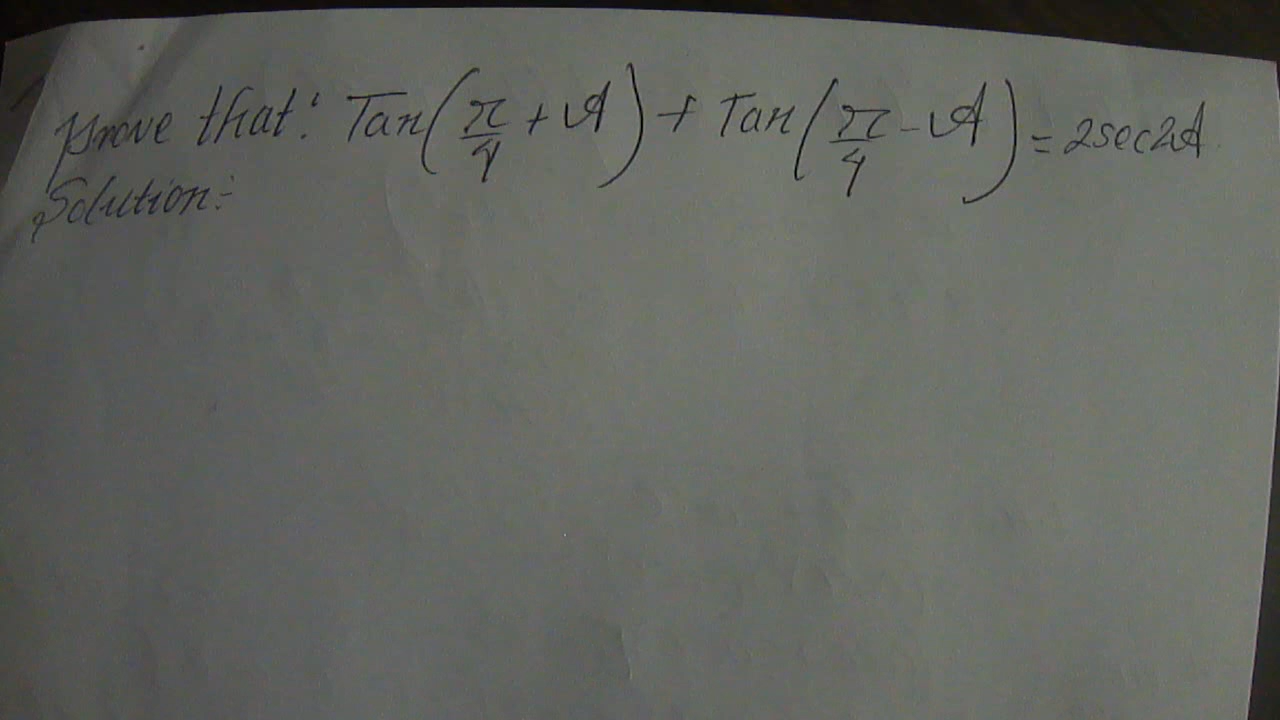 Prove that: Tan(π/4 + A) + Tan(π/4 - A) = 2sec2A.
Solution:-